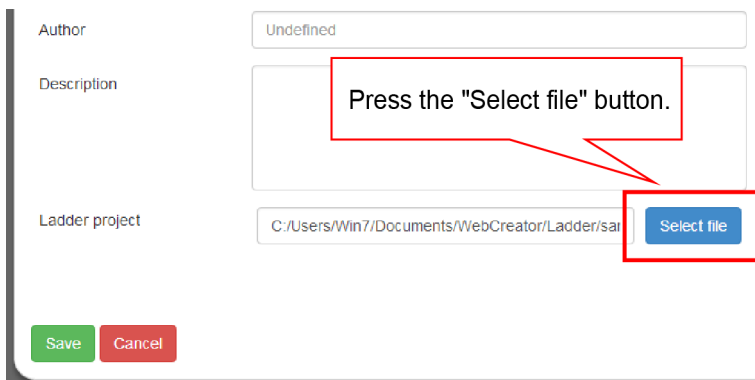 Author
Undefined
Description
Press the "Select file" button.
Ladder project
C:/Users/Win7/Documents/WebCreator/Ladder/sar
Select file
Save
Cancel